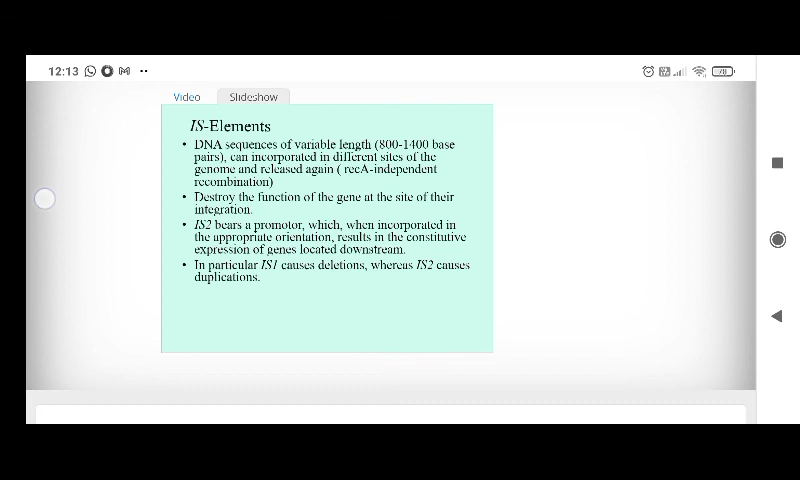 12:13
78
Video Slideshow
IS-Elements
• DNA sequences of variable length (800-1400 base
pairs), can incorporated in different sites of the
genome and released again ( recA-independent
recombination)
• Destroy the function of the gene at the site of their
integration.
• IS2 bears a promotor, which, when incorporated in
the appropriate orientation, results in the constitutive
expression of genes located downstream.
• In particular IS1 causes deletions, whereas IS2 causes
duplications.